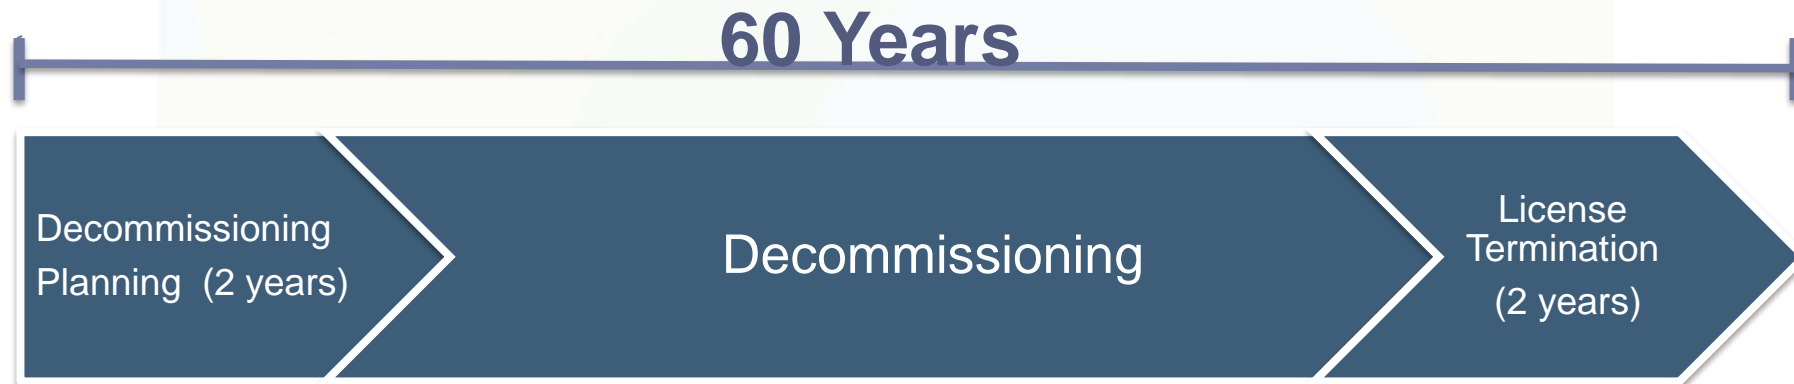 60 Years
Decommissioning
Planning (2 years)
Decommissioning
License
Termination
(2 years)